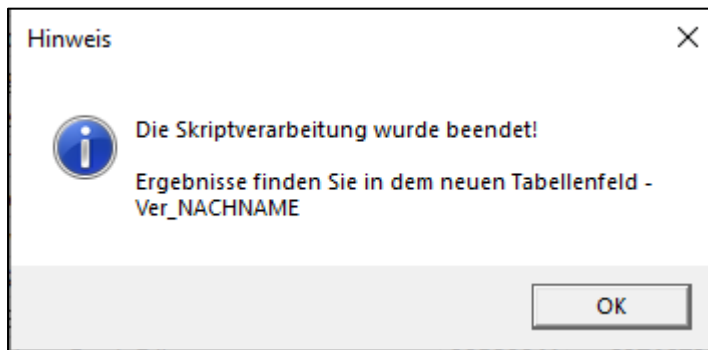 Hinweis
Die Skriptverarbeitung wurde beendet!
Ergebnisse finden Sie in dem neuen Tabellenfeld -
Ver_NACHNAME
OK